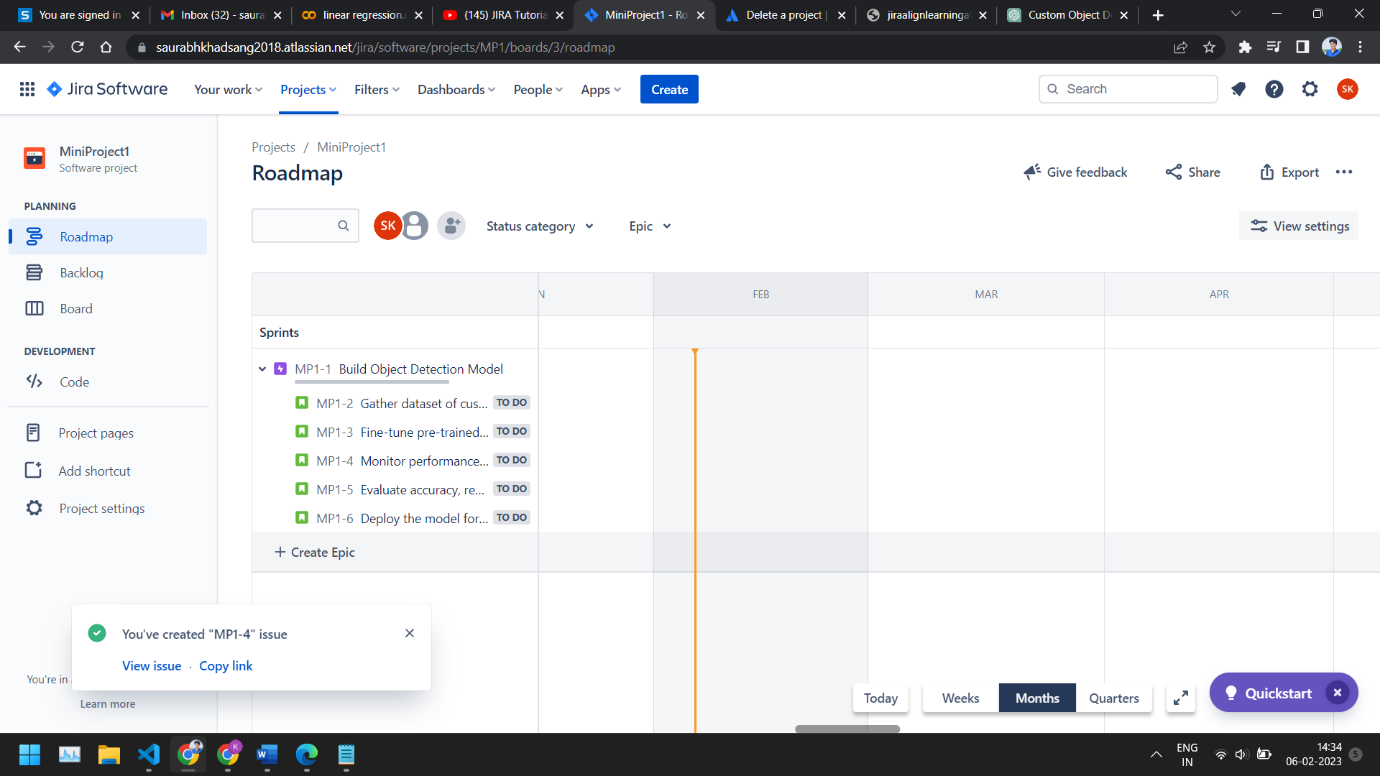 You are signed in
Inbox (32) - saura
linear regression.
(145) JIRA Tutoria
MiniProject1 - Ro
Delete a project |
jiraalignlearninga
Custom Object D
saurabhkhadsang2018.atlassian.net/jira/software/projects/MP1/boards/3/roadmap
Jira Software
Your work
Projects
Filters
Dashboards
People
Apps
Create
Search
SK
MiniProject1
Software project
PLANNING
Roadmap
Backlog
Board
DEVELOPMENT
Code
Project pages
Add shortcut
Project settings
Projects / MiniProject1
Roadmap
Give feedback
Share
Export
SK
Status category
Epic
View settings
N
FEB
MAR
APR
Sprints
MP1-1 Build Object Detection Model
MP1-2 Gather dataset of cus... TO DO
MP1-3 Fine-tune pre-trained... TO DO
MP1-4 Monitor performance... TO DO
MP1-5 Evaluate accuracy, re... TO DO
MP1-6 Deploy the model for... TO DO
+ Create Epic
You've created "MP1-4" issue
View issue · Copy link
You're in
Learn more
Today
Weeks
Months
Quarters
Quickstart
ENG
IN
14:34
06-02-2023
5